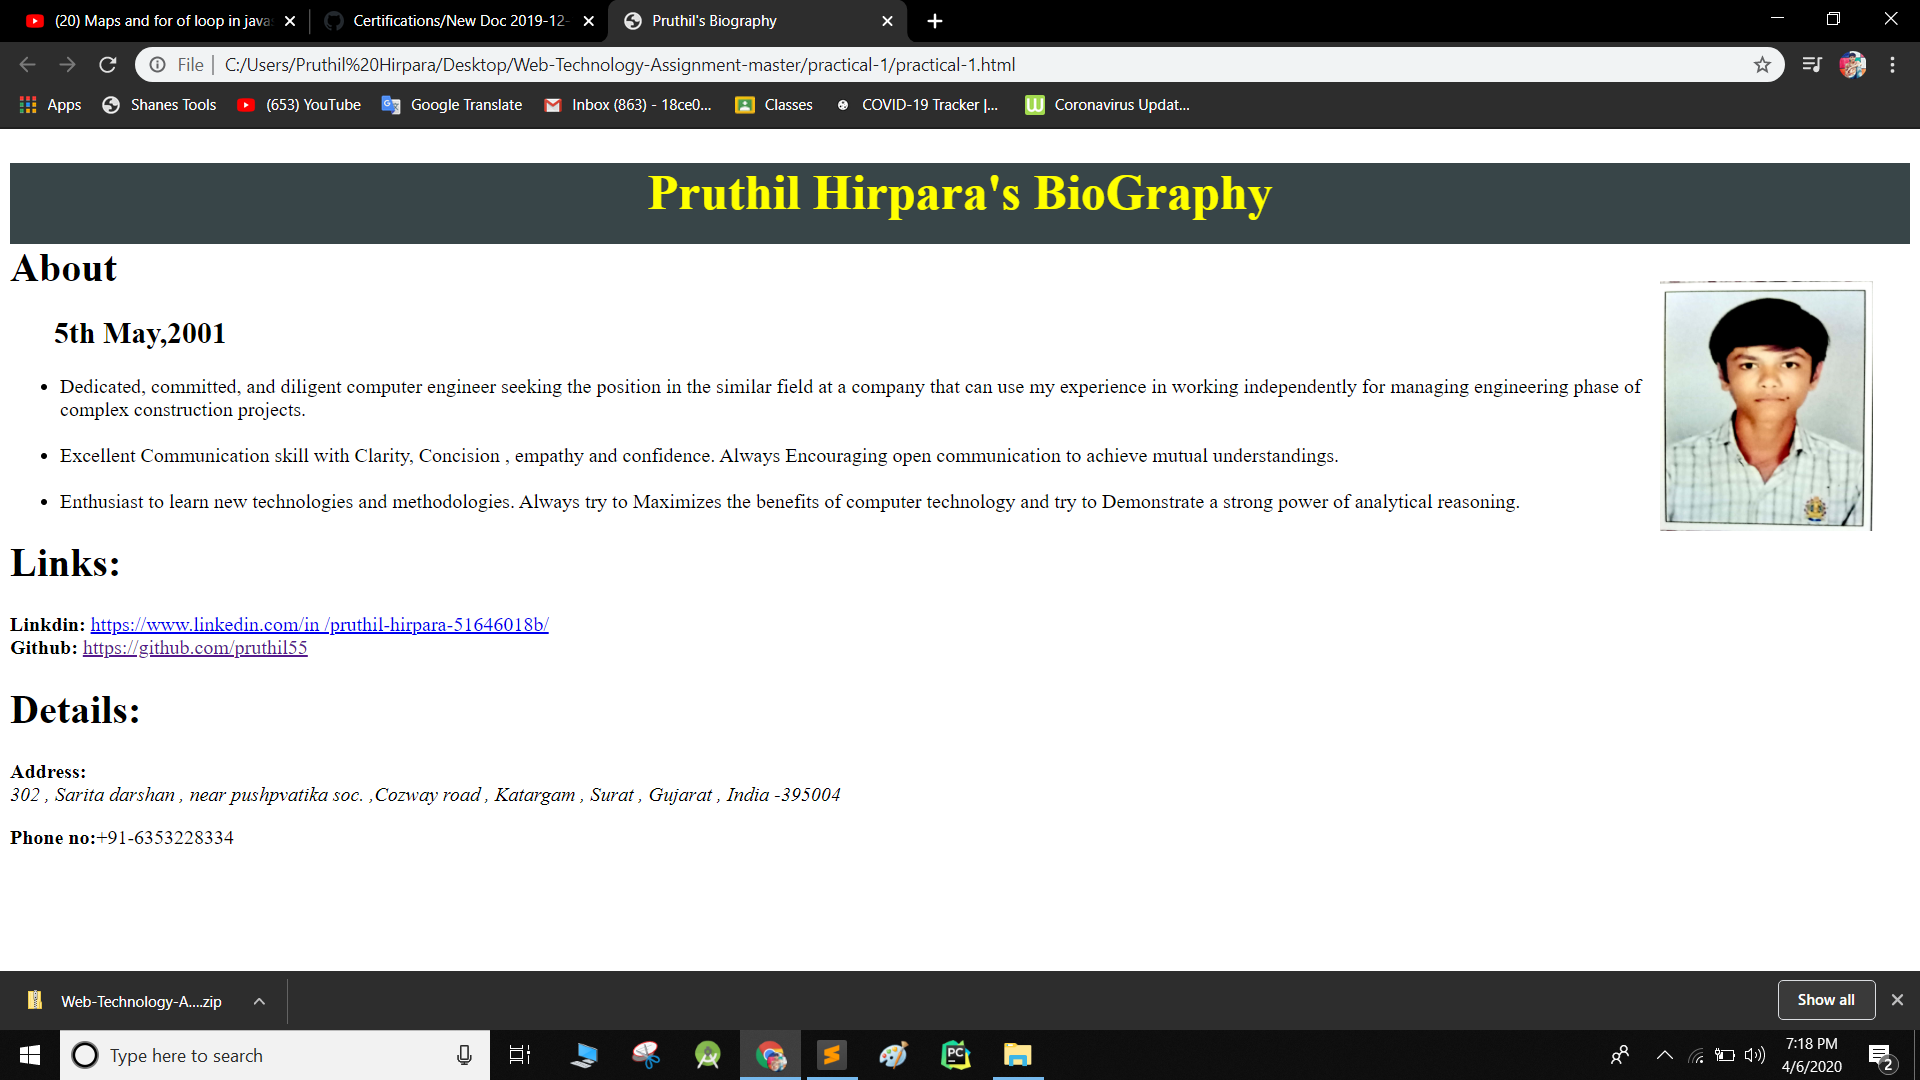 (20) Maps and for of loop in java
Certifications/New Doc 2019-12-
Pruthil's Biography
File
C:/Users/Pruthil%20Hirpara/Desktop/Web-Technology-Assignment-master/practical-1/practical-1.html
Apps
Shanes Tools
(653) YouTube
Google Translate
Inbox (863) - 18ce0...
Classes
COVID-19 Tracker |...
Coronavirus Updat...
Pruthil Hirpara's BioGraphy
About
5th May,2001
• Dedicated, committed, and diligent computer engineer seeking the position in the similar field at a company that can use my experience in working independently for managing engineering phase of
complex construction projects.
• Excellent Communication skill with Clarity, Concision , empathy and confidence. Always Encouraging open communication to achieve mutual understandings.
• Enthusiast to learn new technologies and methodologies. Always try to Maximizes the benefits of computer technology and try to Demonstrate a strong power of analytical reasoning.
Links:
Linkdin: https://www.linkedin.com/in /pruthil-hirpara-51646018b/
Github: https://github.com/pruthil55
Details:
Address:
302 , Sarita darshan , near pushpvatika soc. ,Cozway road , Katargam , Surat , Gujarat , India -395004
Phone no:+91-6353228334
Web-Technology-A....zip
Show all
Type here to search
PC
7:18 PM
4/6/2020
2